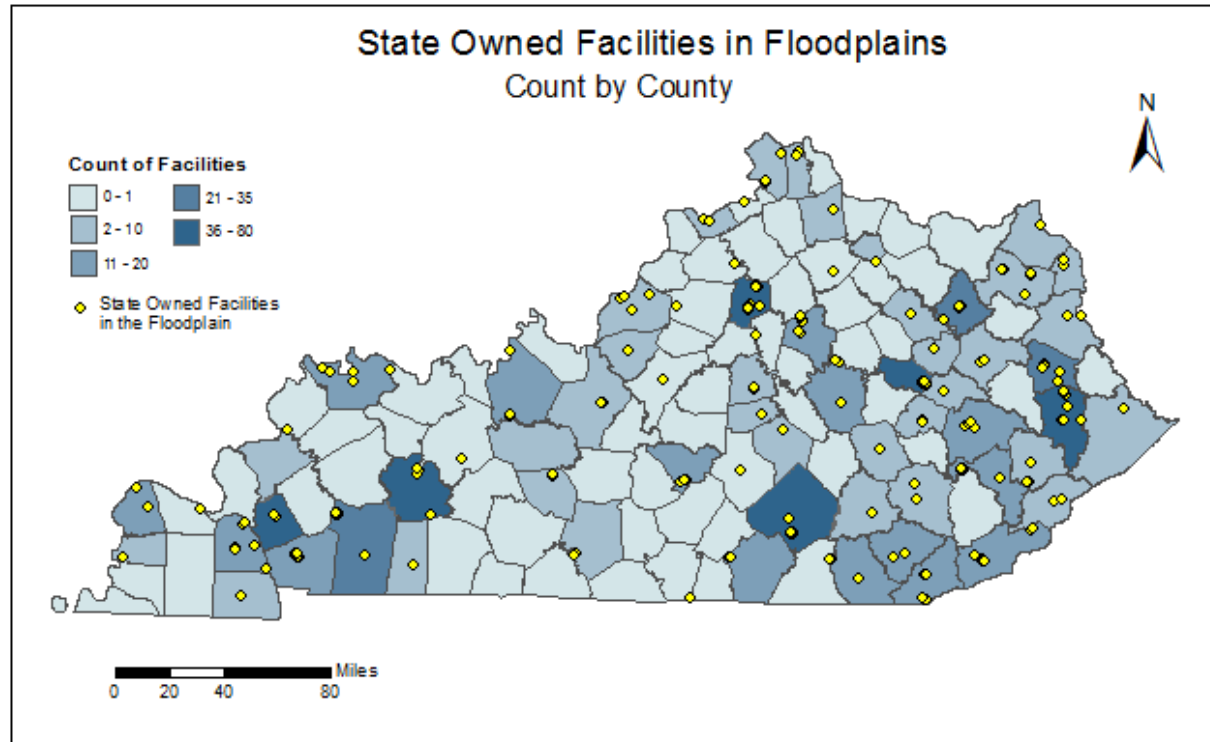 State Owned Facilities in Floodplains
Count by County
N
Count of Facilities
0 - 1
21 - 35
2 - 10
36 - 80
11 - 20
State Owned Facilities
in the Floodplain
Miles
0 20 40 80